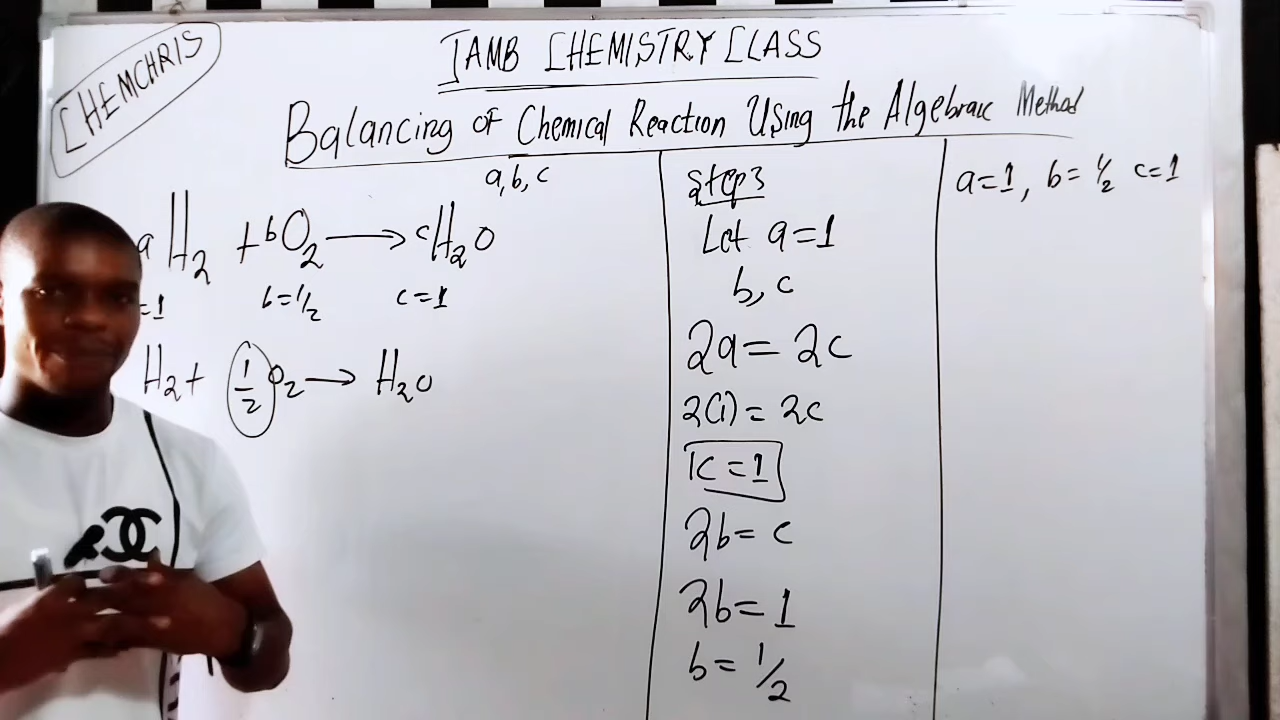 CHEMCHRIS
JAMB CHEMISTRY CLASS
Balancing of Chemical Reaction Using the Algebraic Method
a, b, c
a H₂ + bO₂ → cH₂O
=1 b=1/2 c=1
H₂ + 1/2 O₂ → H₂O
Step 3
Let a=1
b, c
2a = 2c
2(1) = 2c
c = 1
2b = c
2b = 1
b = 1/2
a=1, b=1/2 c=1